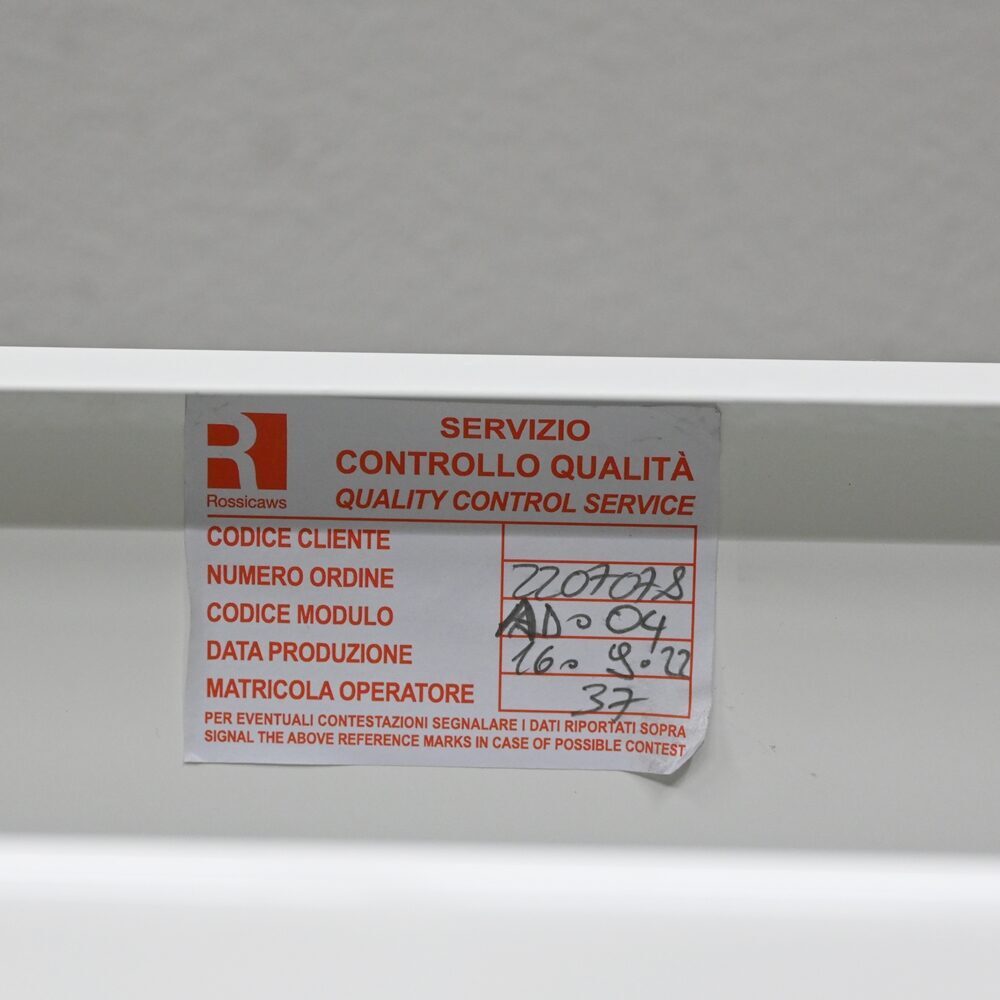 R
Rossicaws
SERVIZIO
CONTROLLO QUALITÀ
QUALITY CONTROL SERVICE
CODICE CLIENTE
NUMERO ORDINE 2207078
CODICE MODULO AD. 04
DATA PRODUZIONE 16. 9.22
MATRICOLA OPERATORE 37
PER EVENTUALI CONTESTAZIONI SEGNALARE I DATI RIPORTATI SOPRA
SIGNAL THE ABOVE REFERENCE MARKS IN CASE OF POSSIBLE CONTEST